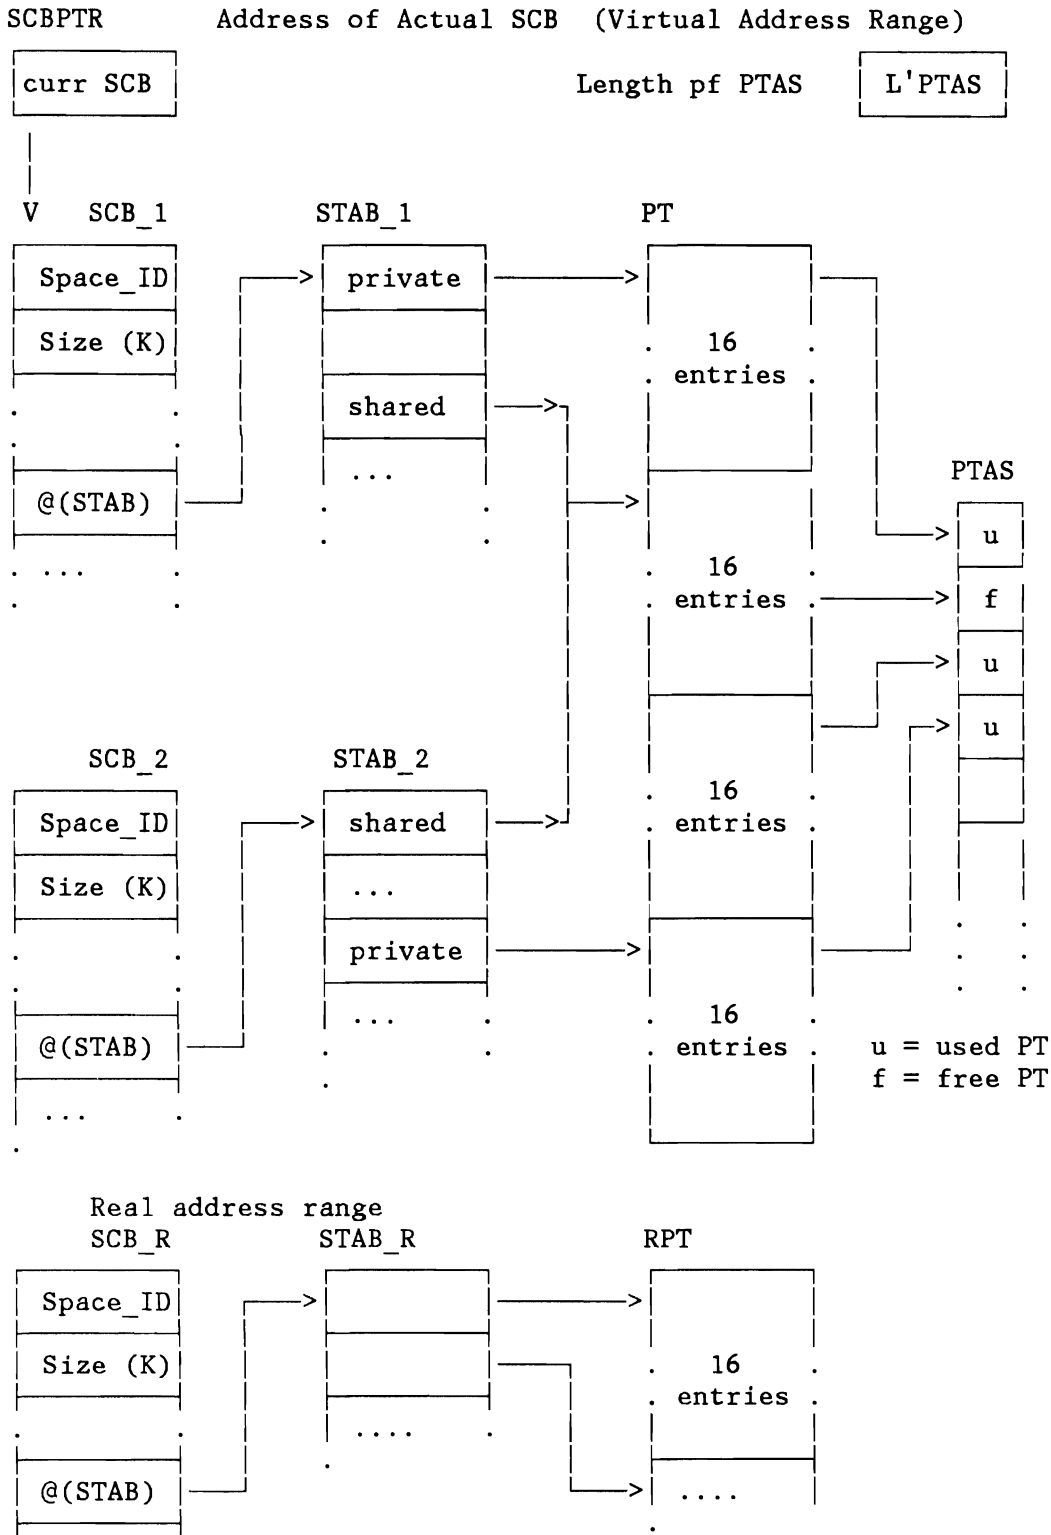 SCBPTR Address of Actual SCB (Virtual Address Range)
curr SCB Length pf PTAS L'PTAS
V SCB_1 STAB_1 PT
Space_ID private
Size (K) 16
entries
shared
... PTAS
@(STAB)
u
... 16
entries f
u
u
SCB_2 STAB_2
16
Space_ID shared entries
Size (K) ...
private
... 16
@(STAB) entries u = used PT
f = free PT
...
Real address range
SCB_R STAB_R RPT
Space_ID
Size (K) 16
entries
....
@(STAB) ....